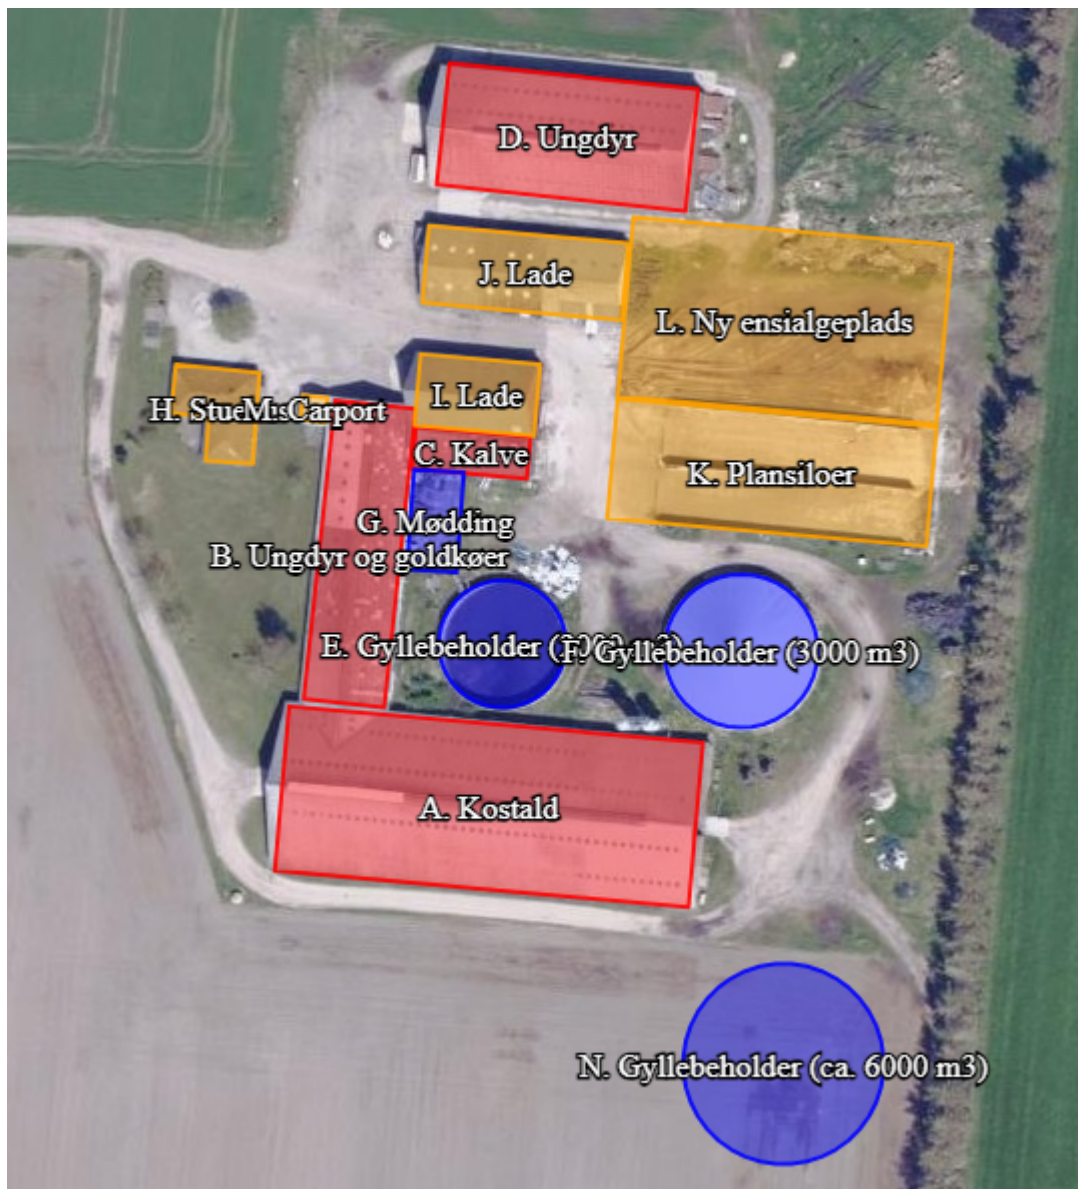 D. Ungdyr
J. Lade
L. Ny ensialgeplads
I. Lade
H. Stue
Carport
C. Kalve
K. Plansiloer
G. Mødding
B. Ungdyr og goldkøer
E. Gyllebeholder
F. Gyllebeholder (3000 m3)
A. Kostald
N. Gyllebeholder (ca. 6000 m3)